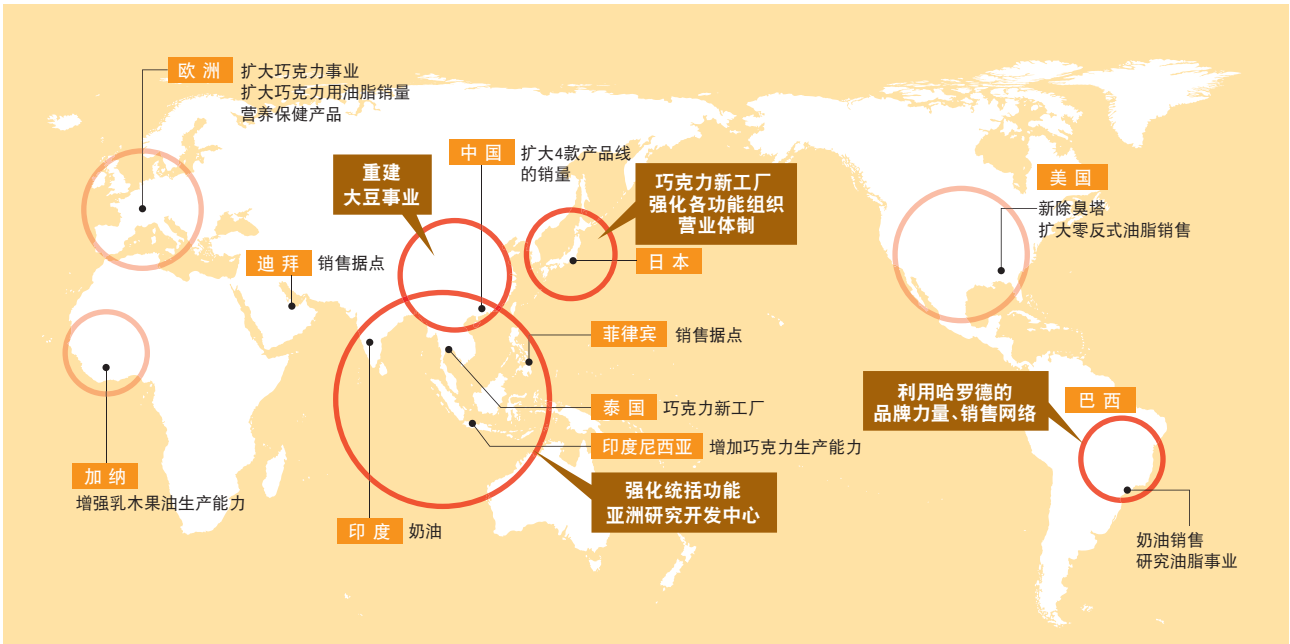 欧洲
扩大巧克力事业
扩大巧克力用油脂销量
营养保健产品
中国
扩大4款产品线
的销量
重建
大豆事业
巧克力新工厂
强化各功能组织
营业体制
日本
美国
新除臭塔
扩大零反式油脂销售
迪拜
销售据点
菲律宾
销售据点
泰国
巧克力新工厂
印度尼西亚
增加巧克力生产能力
利用哈罗德的
品牌力量、销售网络
巴西
加纳
增强乳木果油生产能力
强化统括功能
亚洲研究开发中心
印度
奶油
奶油销售
研究油脂事业